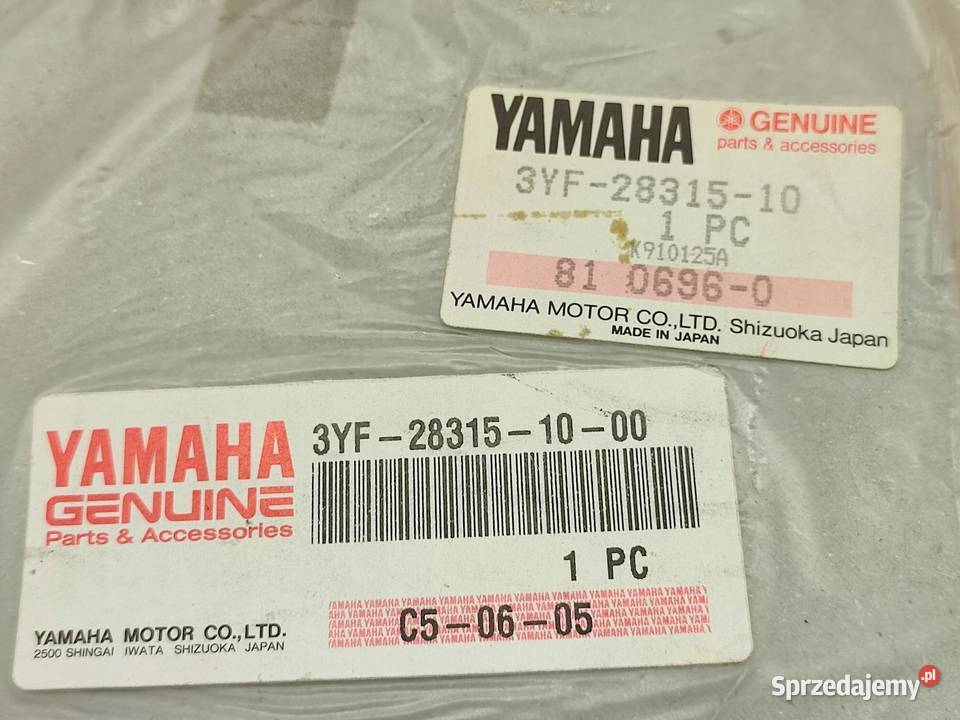 YAMAHA GENUINE
parts & accessories
3YF-28315-10
1 PC
K910125A
81 0696-0
YAMAHA MOTOR CO.,LTD. Shizuoka Japan
MADE IN JAPAN
YAMAHA
GENUINE
Parts & Accessories
3YF-28315-10-00
1 PC
C5-06-05
YAMAHA MOTOR CO.,LTD.
2500 SHINGAI IWATA SHIZUOKA JAPAN
Sprzedajemy.pl